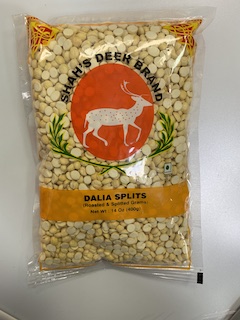 SHAH'S DEER BRAND
DALIA SPLITS
(Roasted & Splitted Grams)
Net wt. : 14 Oz (400g)